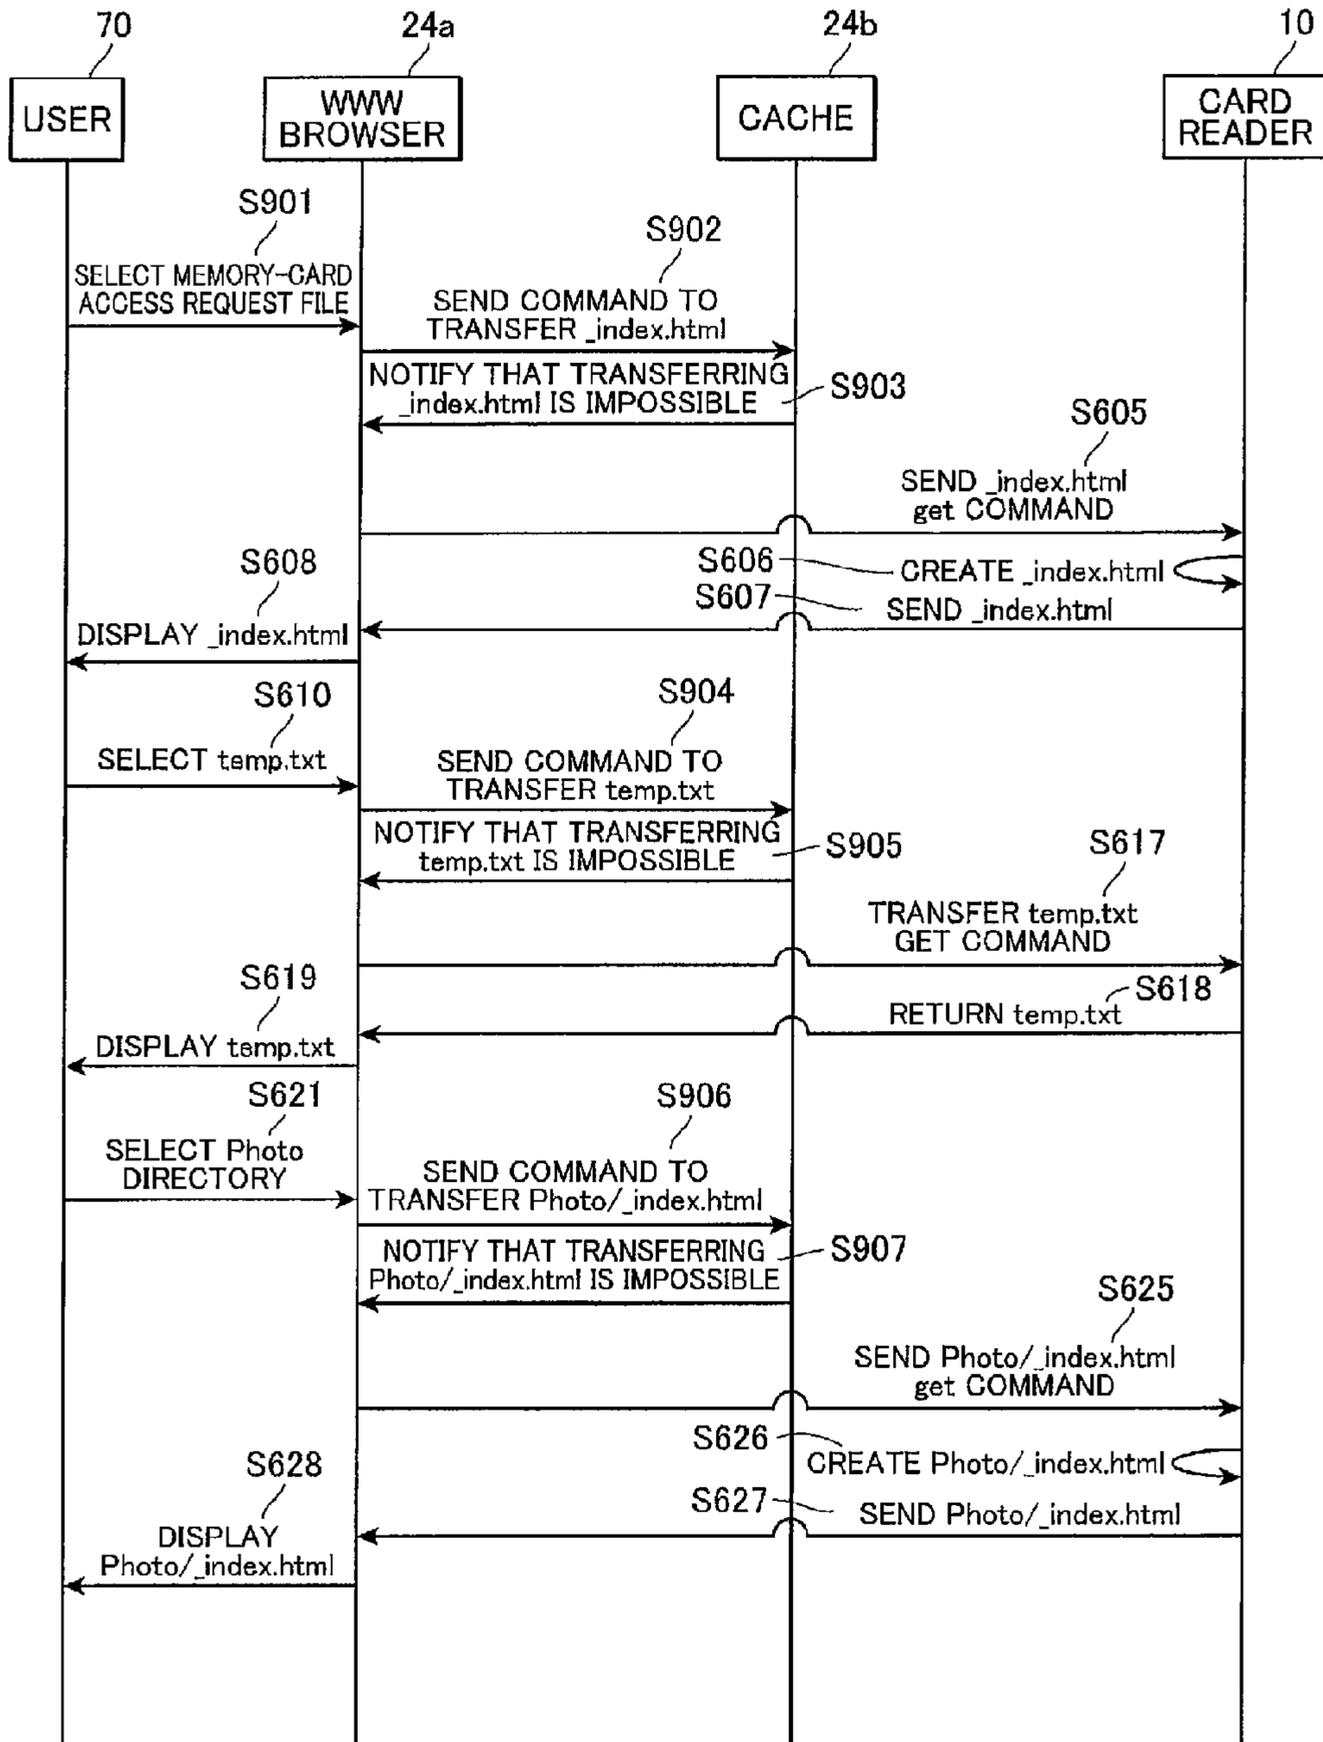 70
24a
24b
10
USER
WWW
BROWSER
CACHE
CARD
READER
S901
SELECT MEMORY-CARD
ACCESS REQUEST FILE
S902
SEND COMMAND TO
TRANSFER _index.html
NOTIFY THAT TRANSFERRING
_index.html IS IMPOSSIBLE
S903
S605
SEND _index.html
get COMMAND
S606
CREATE _index.html
S607
SEND _index.html
S608
DISPLAY _index.html
S610
SELECT temp.txt
S904
SEND COMMAND TO
TRANSFER temp.txt
NOTIFY THAT TRANSFERRING
temp.txt IS IMPOSSIBLE
S905
S617
TRANSFER temp.txt
GET COMMAND
S618
RETURN temp.txt
S619
DISPLAY temp.txt
S621
SELECT Photo
DIRECTORY
S906
SEND COMMAND TO
TRANSFER Photo/_index.html
NOTIFY THAT TRANSFERRING
Photo/_index.html IS IMPOSSIBLE
S907
S625
SEND Photo/_index.html
get COMMAND
S626
CREATE Photo/_index.html
S627
SEND Photo/_index.html
S628
DISPLAY
Photo/_index.html